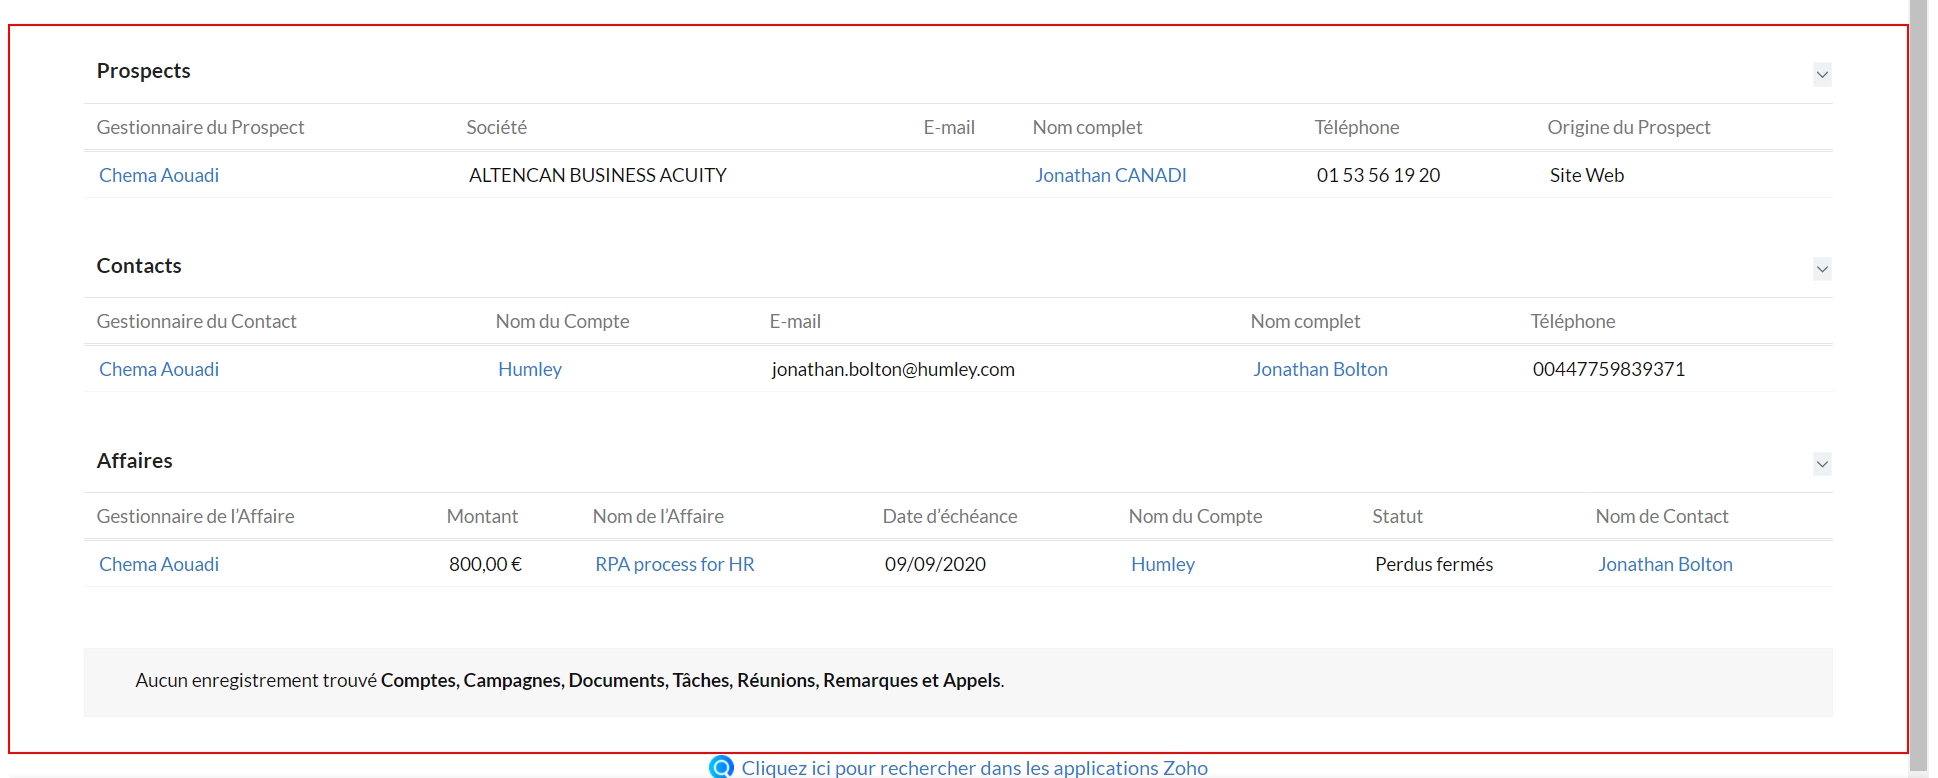 Prospects
Gestionnaire du Prospect Société E-mail Nom complet Téléphone Origine du Prospect
Chema Aouadi ALTENCAN BUSINESS ACUITY Jonathan CANADI 01 53 56 19 20 Site Web
Contacts
Gestionnaire du Contact Nom du Compte E-mail Nom complet Téléphone
Chema Aouadi Humley jonathan.bolton@humley.com Jonathan Bolton 00447759839371
Affaires
Gestionnaire de l’Affaire Montant Nom de l’Affaire Date d’échéance Nom du Compte Statut Nom de Contact
Chema Aouadi 800,00 € RPA process for HR 09/09/2020 Humley Perdus fermés Jonathan Bolton
Aucun enregistrement trouvé Comptes, Campagnes, Documents, Tâches, Réunions, Remarques et Appels.
Cliquez ici pour rechercher dans les applications Zoho